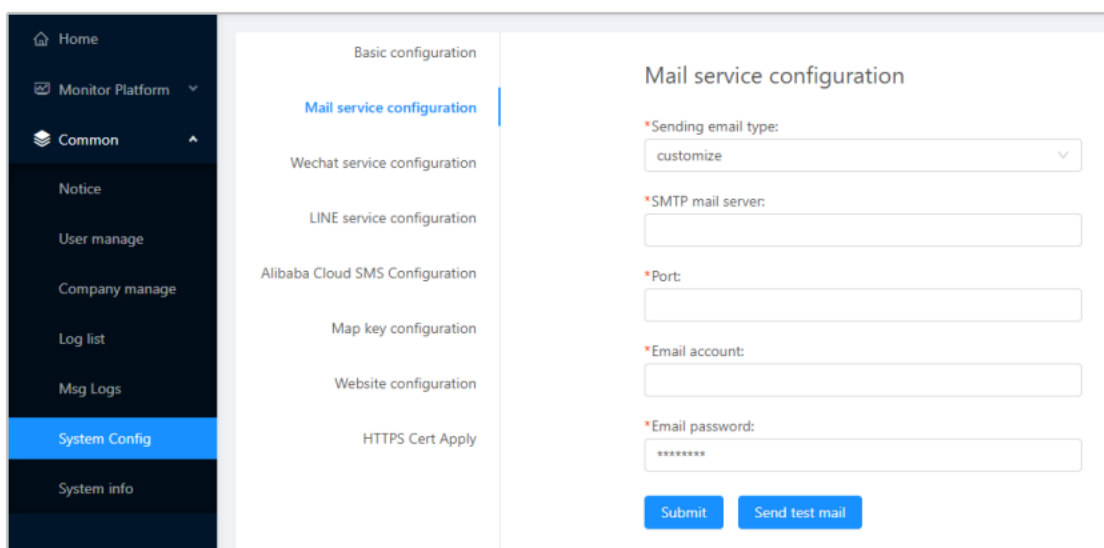 Home
Monitor Platform
Common
Notice
User manage
Company manage
Log list
Msg Logs
System Config
System info
Basic configuration
Mail service configuration
Wechat service configuration
LINE service configuration
Alibaba Cloud SMS Configuration
Map key configuration
Website configuration
HTTPS Cert Apply
Mail service configuration
*Sending email type:
customize
*SMTP mail server:
*Port:
*Email account:
*Email password:
********
Submit Send test mail